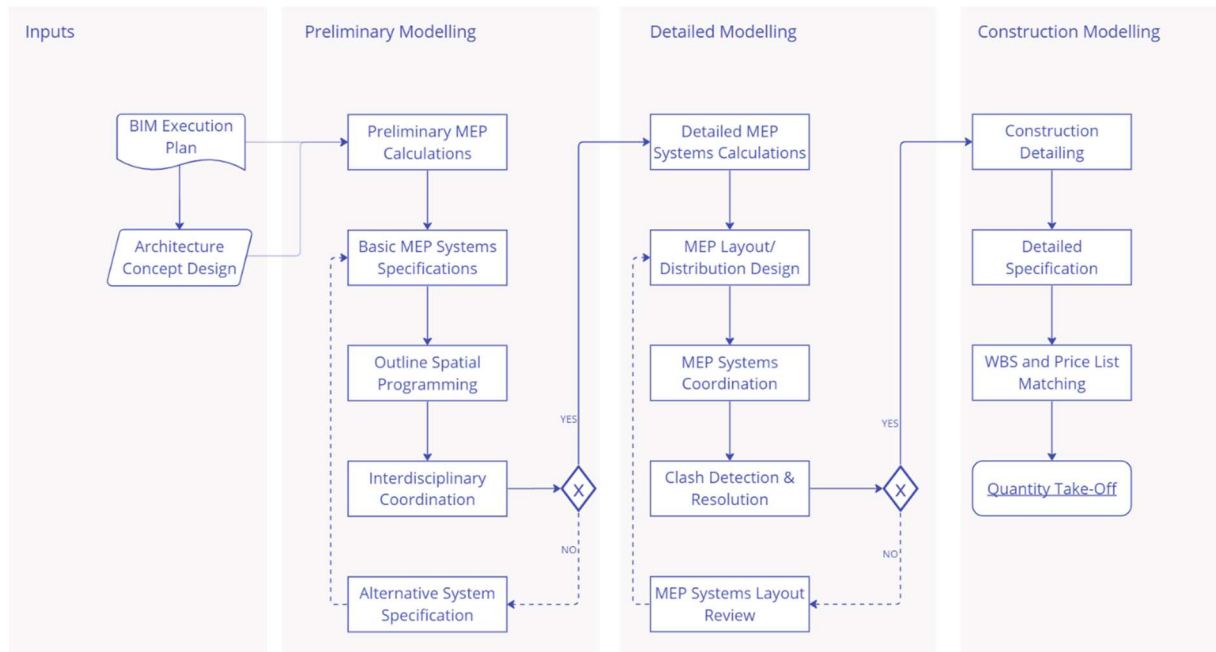 Inputs
BIM Execution
Plan
Architecture
Concept Design
Preliminary Modelling
Preliminary MEP
Calculations
Basic MEP Systems
Specifications
Outline Spatial
Programming
Interdisciplinary
Coordination
X
YES
NO
Alternative System
Specification
Detailed Modelling
Detailed MEP
Systems Calculations
MEP Layout/
Distribution Design
MEP Systems
Coordination
Clash Detection &
Resolution
X
YES
NO
MEP Systems Layout
Review
Construction Modelling
Construction
Detailing
Detailed
Specification
WBS and Price List
Matching
Quantity Take-Off